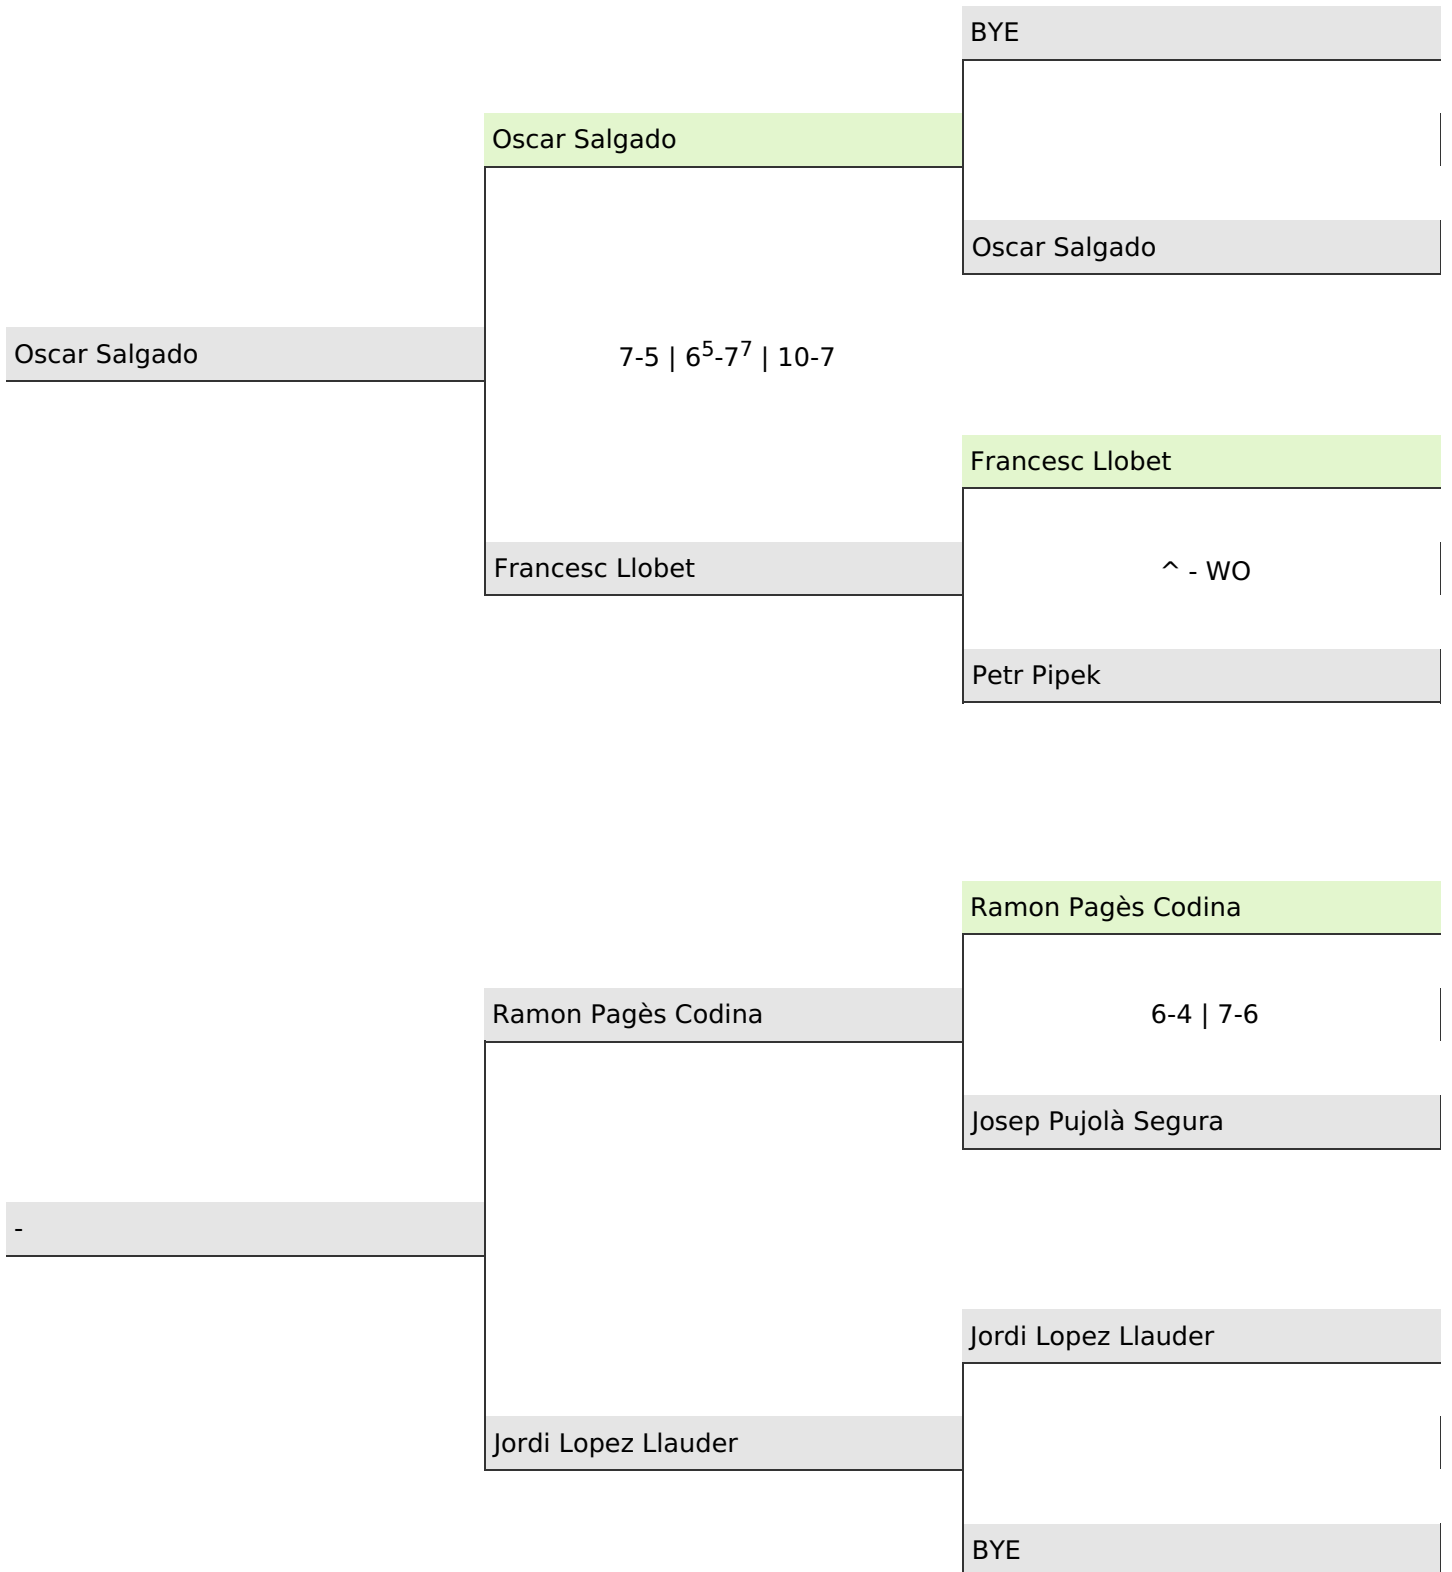 BYE
Oscar Salgado
Oscar Salgado
Oscar Salgado
7-5 | 6⁵-7⁷ | 10-7
Francesc Llobet
Francesc Llobet
^ - WO
Petr Pipek
Ramon Pagès Codina
Ramon Pagès Codina
6-4 | 7-6
Josep Pujolà Segura
-
Jordi Lopez Llauder
Jordi Lopez Llauder
BYE